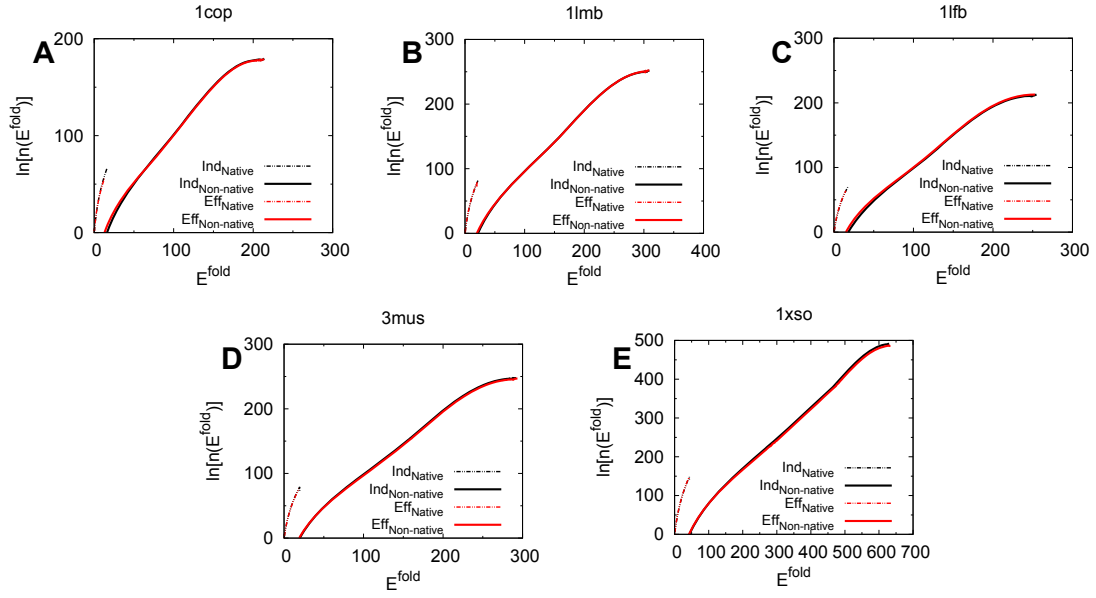 1cop
A
200
100
0
0 100 200 300
ln[n(E^fold)]
E^fold
Ind_Native
Ind_Non-native
Eff_Native
Eff_Non-native
1lmb
B
300
200
100
0
0 100 200 300 400
ln[n(E^fold)]
E^fold
Ind_Native
Ind_Non-native
Eff_Native
Eff_Non-native
1lfb
C
300
200
100
0
0 100 200 300
ln[n(E^fold)]
E^fold
Ind_Native
Ind_Non-native
Eff_Native
Eff_Non-native
3mus
D
300
200
100
0
0 100 200 300
ln[n(E^fold)]
E^fold
Ind_Native
Ind_Non-native
Eff_Native
Eff_Non-native
1xso
E
500
400
300
200
100
0
0 100 200 300 400 500 600 700
ln[n(E^fold)]
E^fold
Ind_Native
Ind_Non-native
Eff_Native
Eff_Non-native